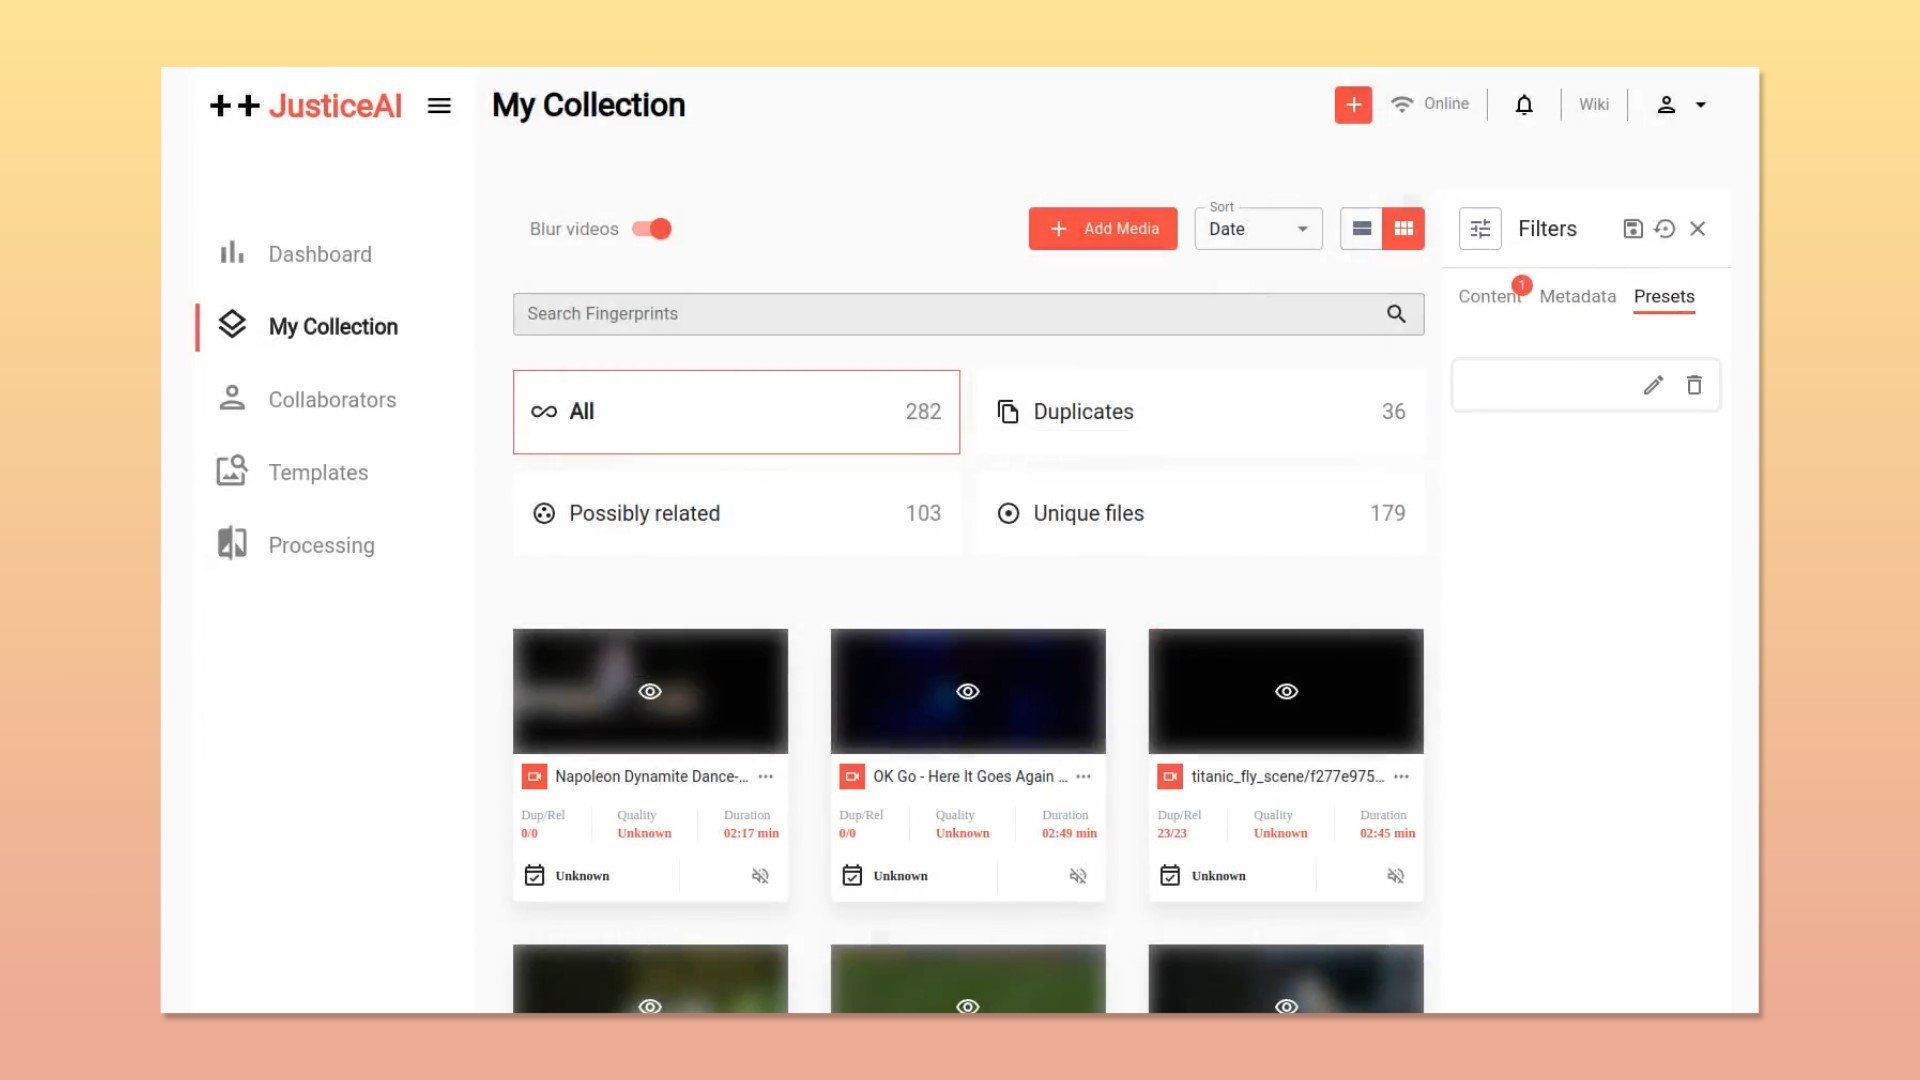 ++ JusticeAI
My Collection
Online
Wiki
Dashboard
My Collection
Collaborators
Templates
Processing
Blur videos
+ Add Media
Sort
Date
Search Fingerprints
All 282
Duplicates 36
Possibly related 103
Unique files 179
Filters
Content 1 Metadata Presets
Napoleon Dynamite Dance-...
Dup/Rel Quality Duration
0/0 Unknown 02:17 min
Unknown
OK Go - Here It Goes Again ...
Dup/Rel Quality Duration
0/0 Unknown 02:49 min
Unknown
titanic_fly_scene/f277e975...
Dup/Rel Quality Duration
23/23 Unknown 02:45 min
Unknown